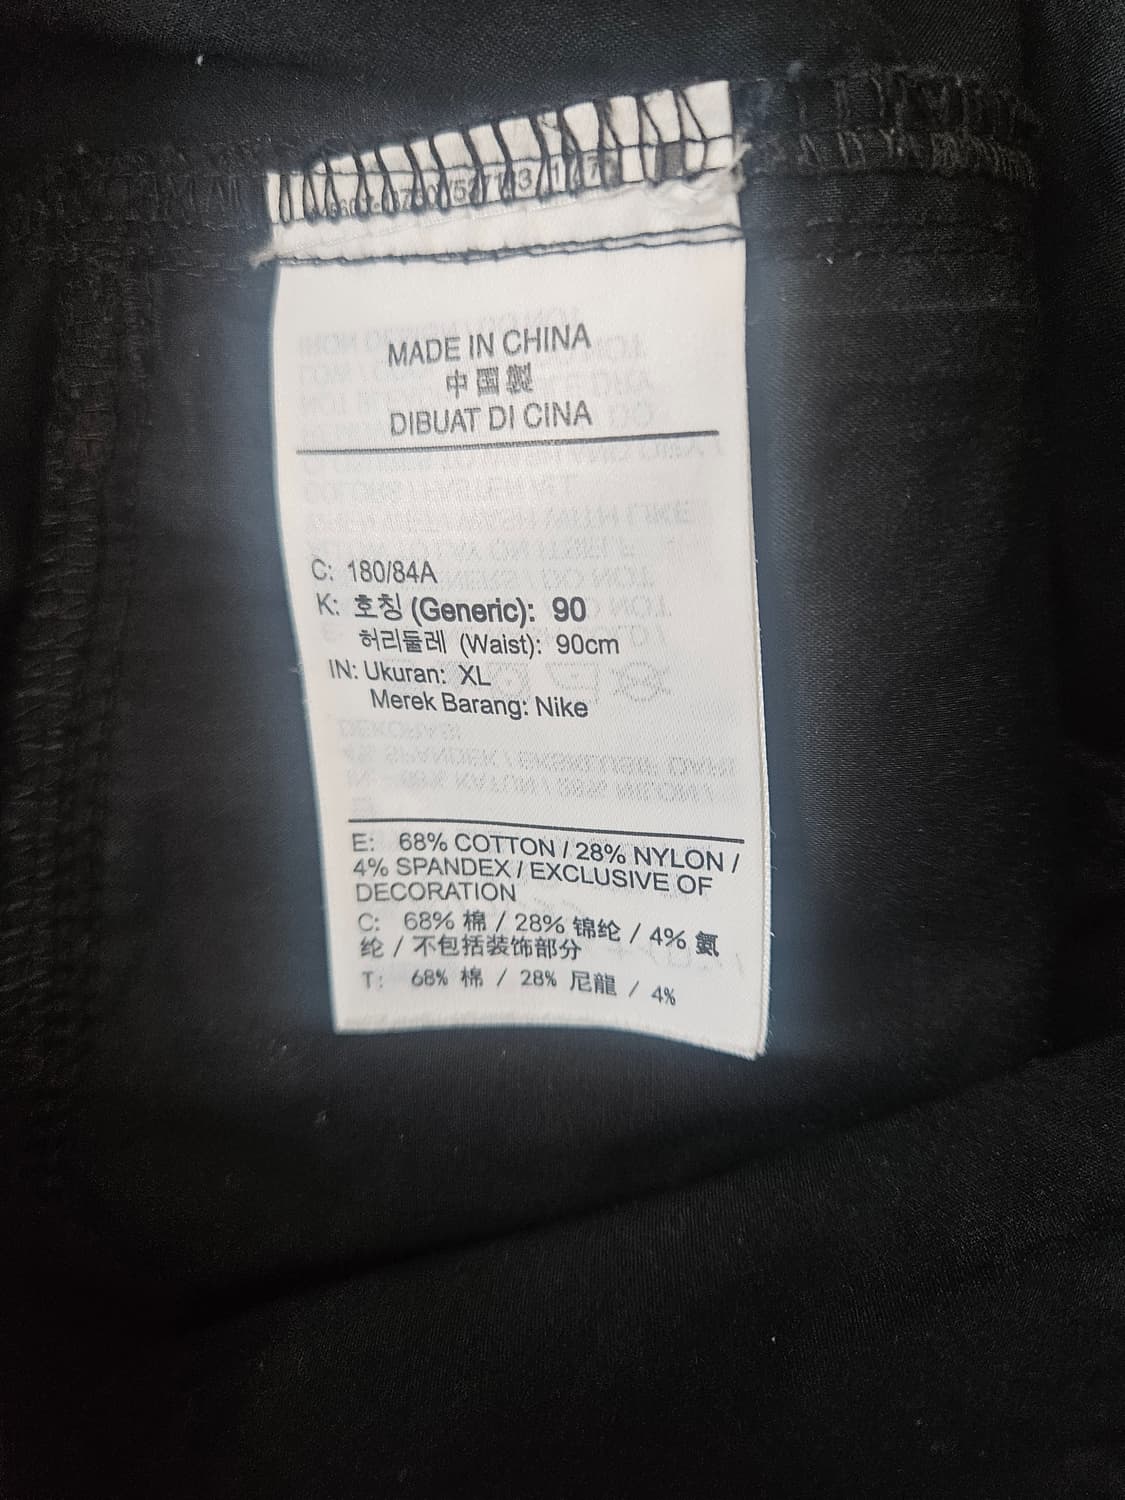 MADE IN CHINA
中国製
DIBUAT DI CINA
C: 180/84A
K: 호칭 (Generic): 90
허리둘레 (Waist): 90cm
IN: Ukuran: XL
Merek Barang: Nike
E: 68% COTTON / 28% NYLON /
4% SPANDEX / EXCLUSIVE OF
DECORATION
C: 68% 棉 / 28% 锦纶 / 4% 氨
纶 / 不包括装饰部分
T: 68% 棉 / 28% 尼龍 / 4%